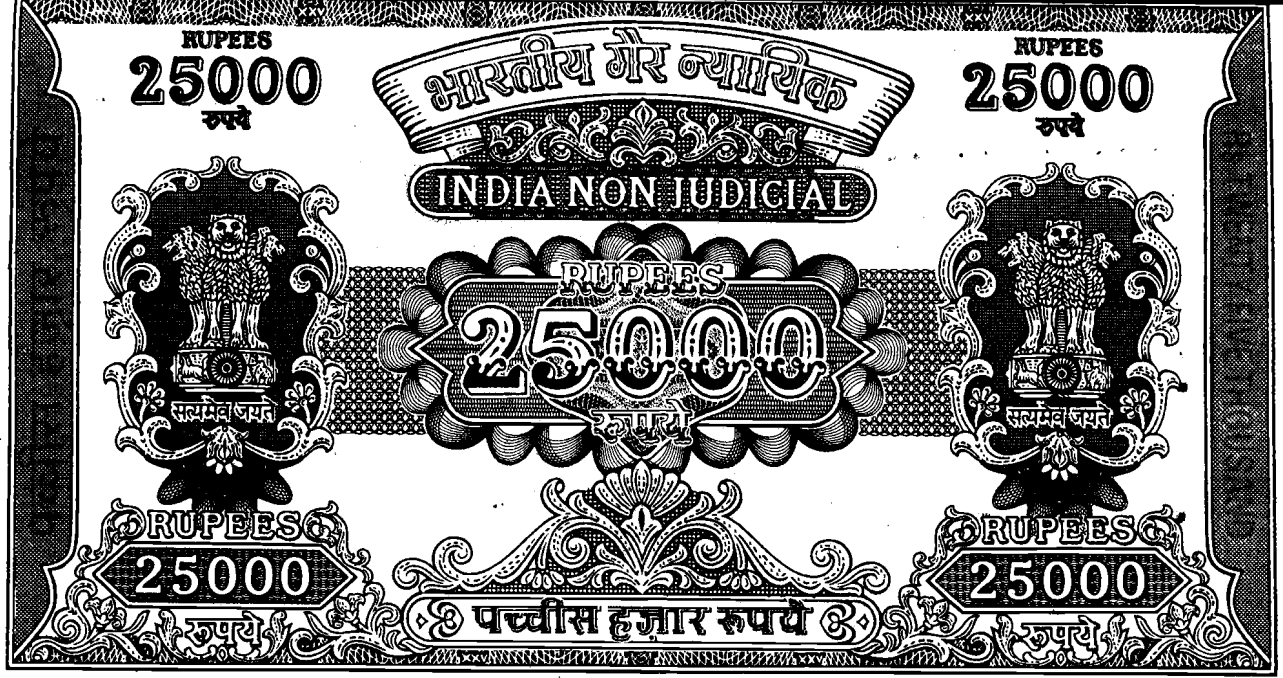 RUPEES
25000
रुपये
भारतीय गैर न्यायिक
INDIA NON JUDICIAL
RUPEES
25000
रुपये
सत्यमेव जयते
RUPEES
25000
रुपये
सत्यमेव जयते
RUPEES
25000
रुपये
पच्चीस हज़ार रूपये
RUPEES
25000
रुपये